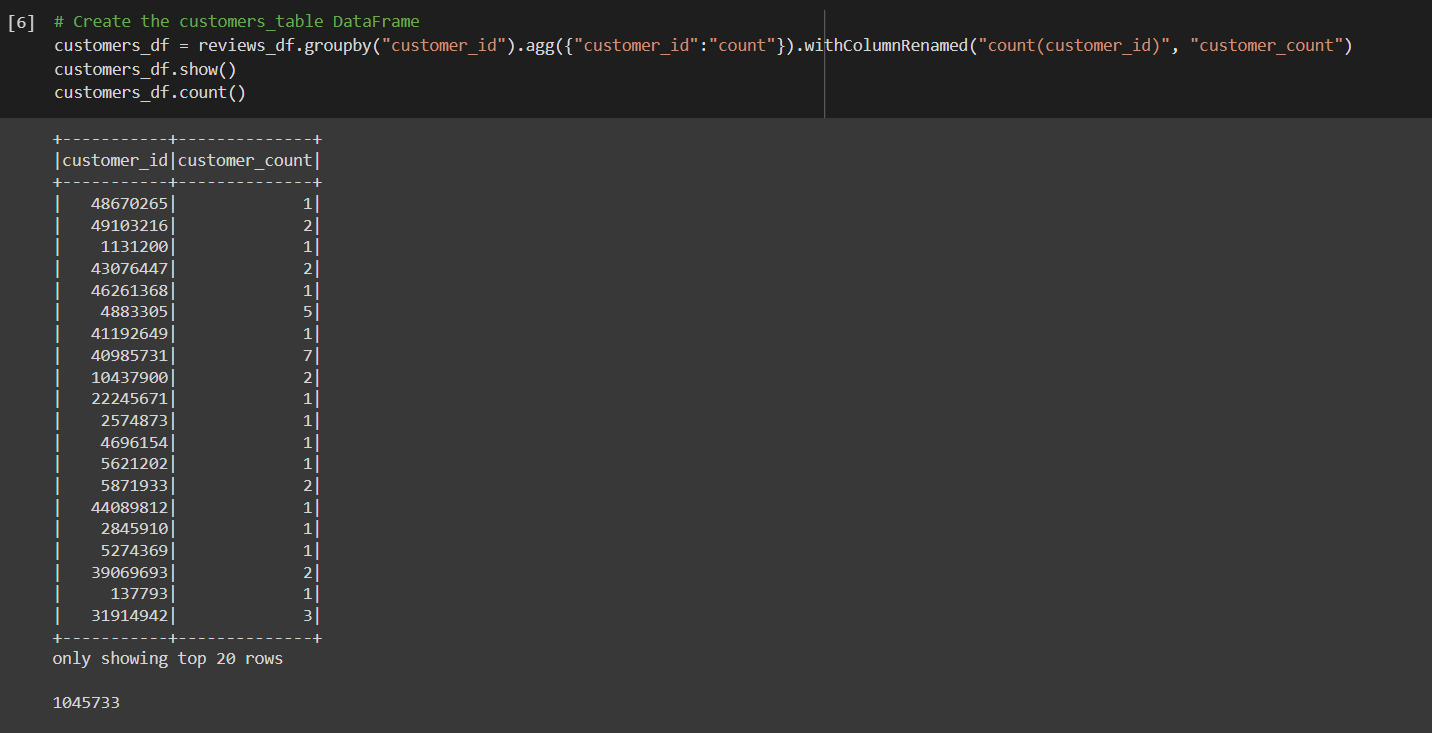 [6] # Create the customers_table DataFrame
customers_df = reviews_df.groupby("customer_id").agg({"customer_id":"count"}).withColumnRenamed("count(customer_id)", "customer_count")
customers_df.show()
customers_df.count()
+-----------+--------------+
|customer_id|customer_count|
+-----------+--------------+
|   48670265|             1|
|   49103216|             2|
|    1131200|             1|
|   43076447|             2|
|   46261368|             1|
|    4883305|             5|
|   41192649|             1|
|   40985731|             7|
|   10437900|             2|
|   22245671|             1|
|    2574873|             1|
|    4696154|             1|
|    5621202|             1|
|    5871933|             2|
|   44089812|             1|
|    2845910|             1|
|    5274369|             1|
|   39069693|             2|
|     137793|             1|
|   31914942|             3|
+-----------+--------------+
only showing top 20 rows
1045733